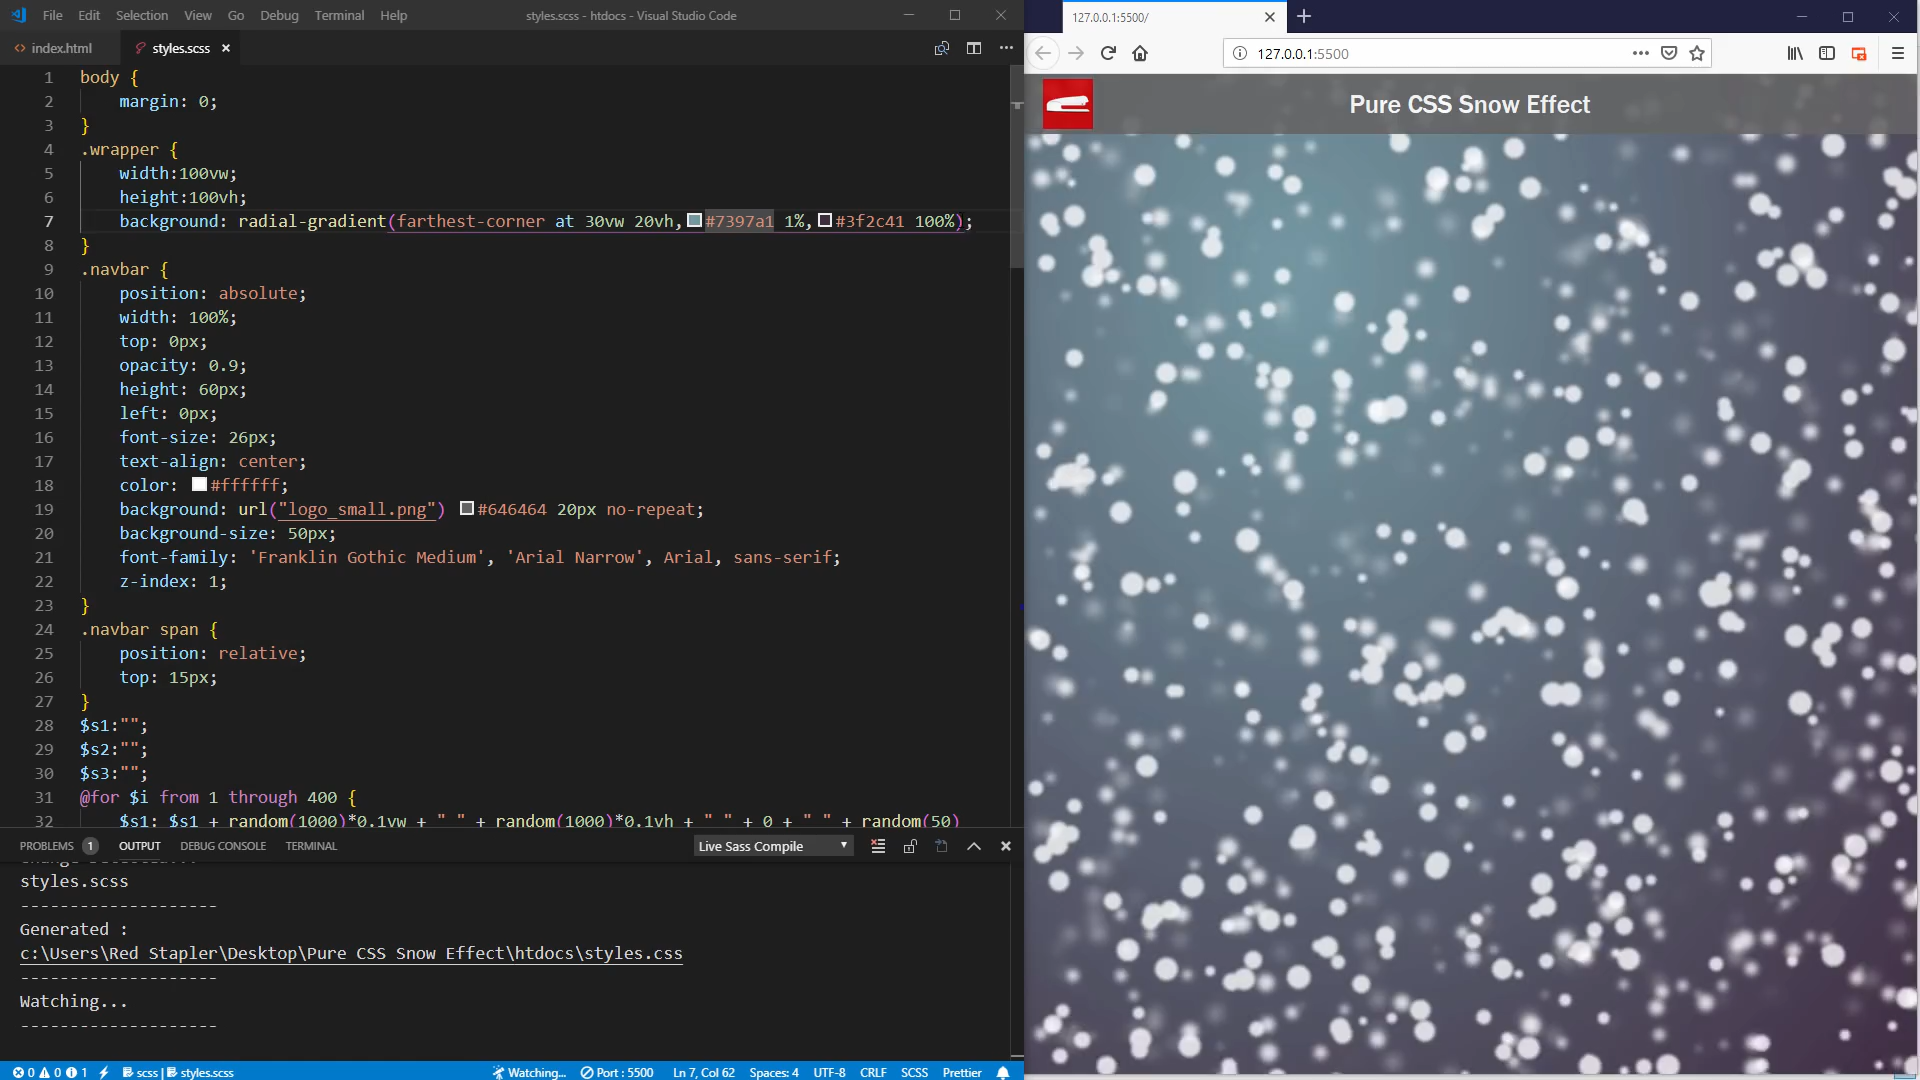 File Edit Selection View Go Debug Terminal Help
styles.scss - htdocs - Visual Studio Code
index.html
styles.scss
1 body {
2 margin: 0;
3 }
4 .wrapper {
5 width:100vw;
6 height:100vh;
7 background: radial-gradient(farthest-corner at 30vw 20vh, #7397a1 1%, #3f2c41 100%);
8 }
9 .navbar {
10 position: absolute;
11 width: 100%;
12 top: 0px;
13 opacity: 0.9;
14 height: 60px;
15 left: 0px;
16 font-size: 26px;
17 text-align: center;
18 color: #ffffff;
19 background: url("logo_small.png") #646464 20px no-repeat;
20 background-size: 50px;
21 font-family: 'Franklin Gothic Medium', 'Arial Narrow', Arial, sans-serif;
22 z-index: 1;
23 }
24 .navbar span {
25 position: relative;
26 top: 15px;
27 }
28 $s1:"";
29 $s2:"";
30 $s3:"";
31 @for $i from 1 through 400 {
32 $s1: $s1 + random(1000)*0.1vw + " " + random(1000)*0.1vh + " " + 0 + " " + random(50)
PROBLEMS 1 OUTPUT DEBUG CONSOLE TERMINAL
Live Sass Compile
styles.scss
--------------------
Generated :
c:\Users\Red Stapler\Desktop\Pure CSS Snow Effect\htdocs\styles.css
--------------------
Watching...
--------------------
0 0 1 scss | styles.scss Watching... Port : 5500 Ln 7, Col 62 Spaces: 4 UTF-8 CRLF SCSS Prettier
127.0.0.1:5500/
127.0.0.1:5500
Pure CSS Snow Effect